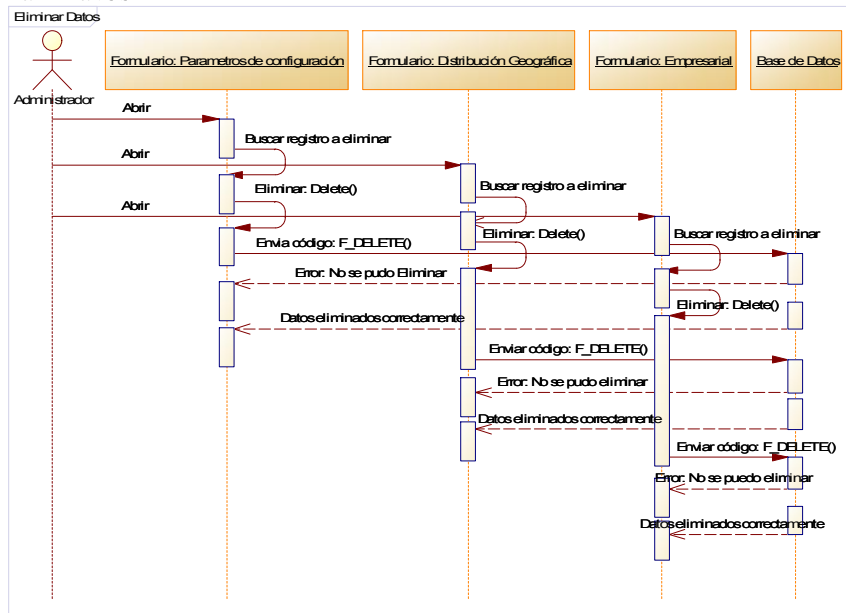 Eliminar Datos
Administrador
Formulario: Parametros de configuración
Formulario: Distribución Geográfica
Formulario: Empresarial
Base de Datos
Abrir
Buscar registro a eliminar
Abrir
Eliminar: Delete()
Buscar registro a eliminar
Abrir
Eliminar: Delete()
Buscar registro a eliminar
Envia código: F_DELETE()
Error: No se pudo Eliminar
Eliminar: Delete()
Datos eliminados correctamente
Enviar código: F_DELETE()
Error: No se pudo eliminar
Datos eliminados correctamente
Enviar código: F_DELETE()
Error: No se puedo eliminar
Datos eliminados correctamente